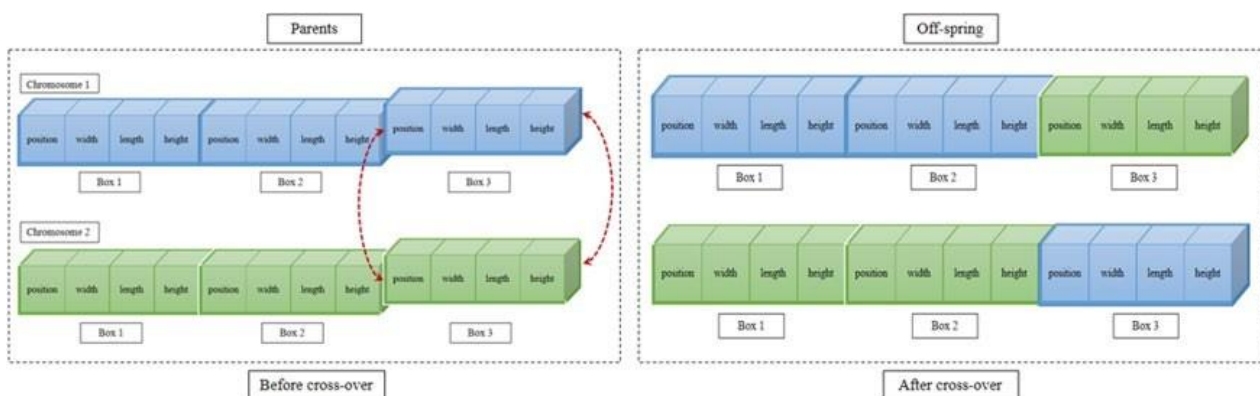 Parents
Chromosome 1
position width length height position width length height position width length height
Box 1 Box 2 Box 3
Chromosome 2
position width length height position width length height position width length height
Box 1 Box 2 Box 3
Before cross-over
Off-spring
position width length height position width length height position width length height
Box 1 Box 2 Box 3
position width length height position width length height position width length height
Box 1 Box 2 Box 3
After cross-over